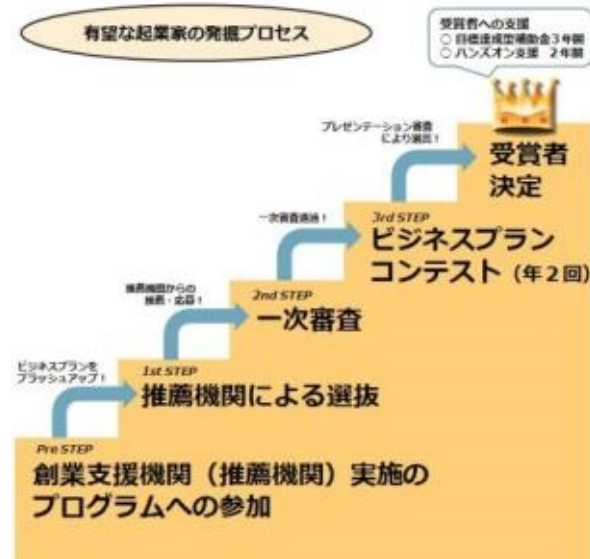 有望な起業家の発掘プロセス
受賞者への支援
○ 目標達成型補助金3年間
○ ハンズオン支援 2年間
プレゼンテーション審査
により選出!
受賞者
決定
一次審査通過!
3rd STEP
ビジネスプラン
コンテスト（年２回）
推薦機関からの
推薦・応募!
2nd STEP
一次審査
ビジネスプランを
ブラッシュアップ!
1st STEP
推薦機関による選抜
Pre STEP
創業支援機関（推薦機関）実施の
プログラムへの参加